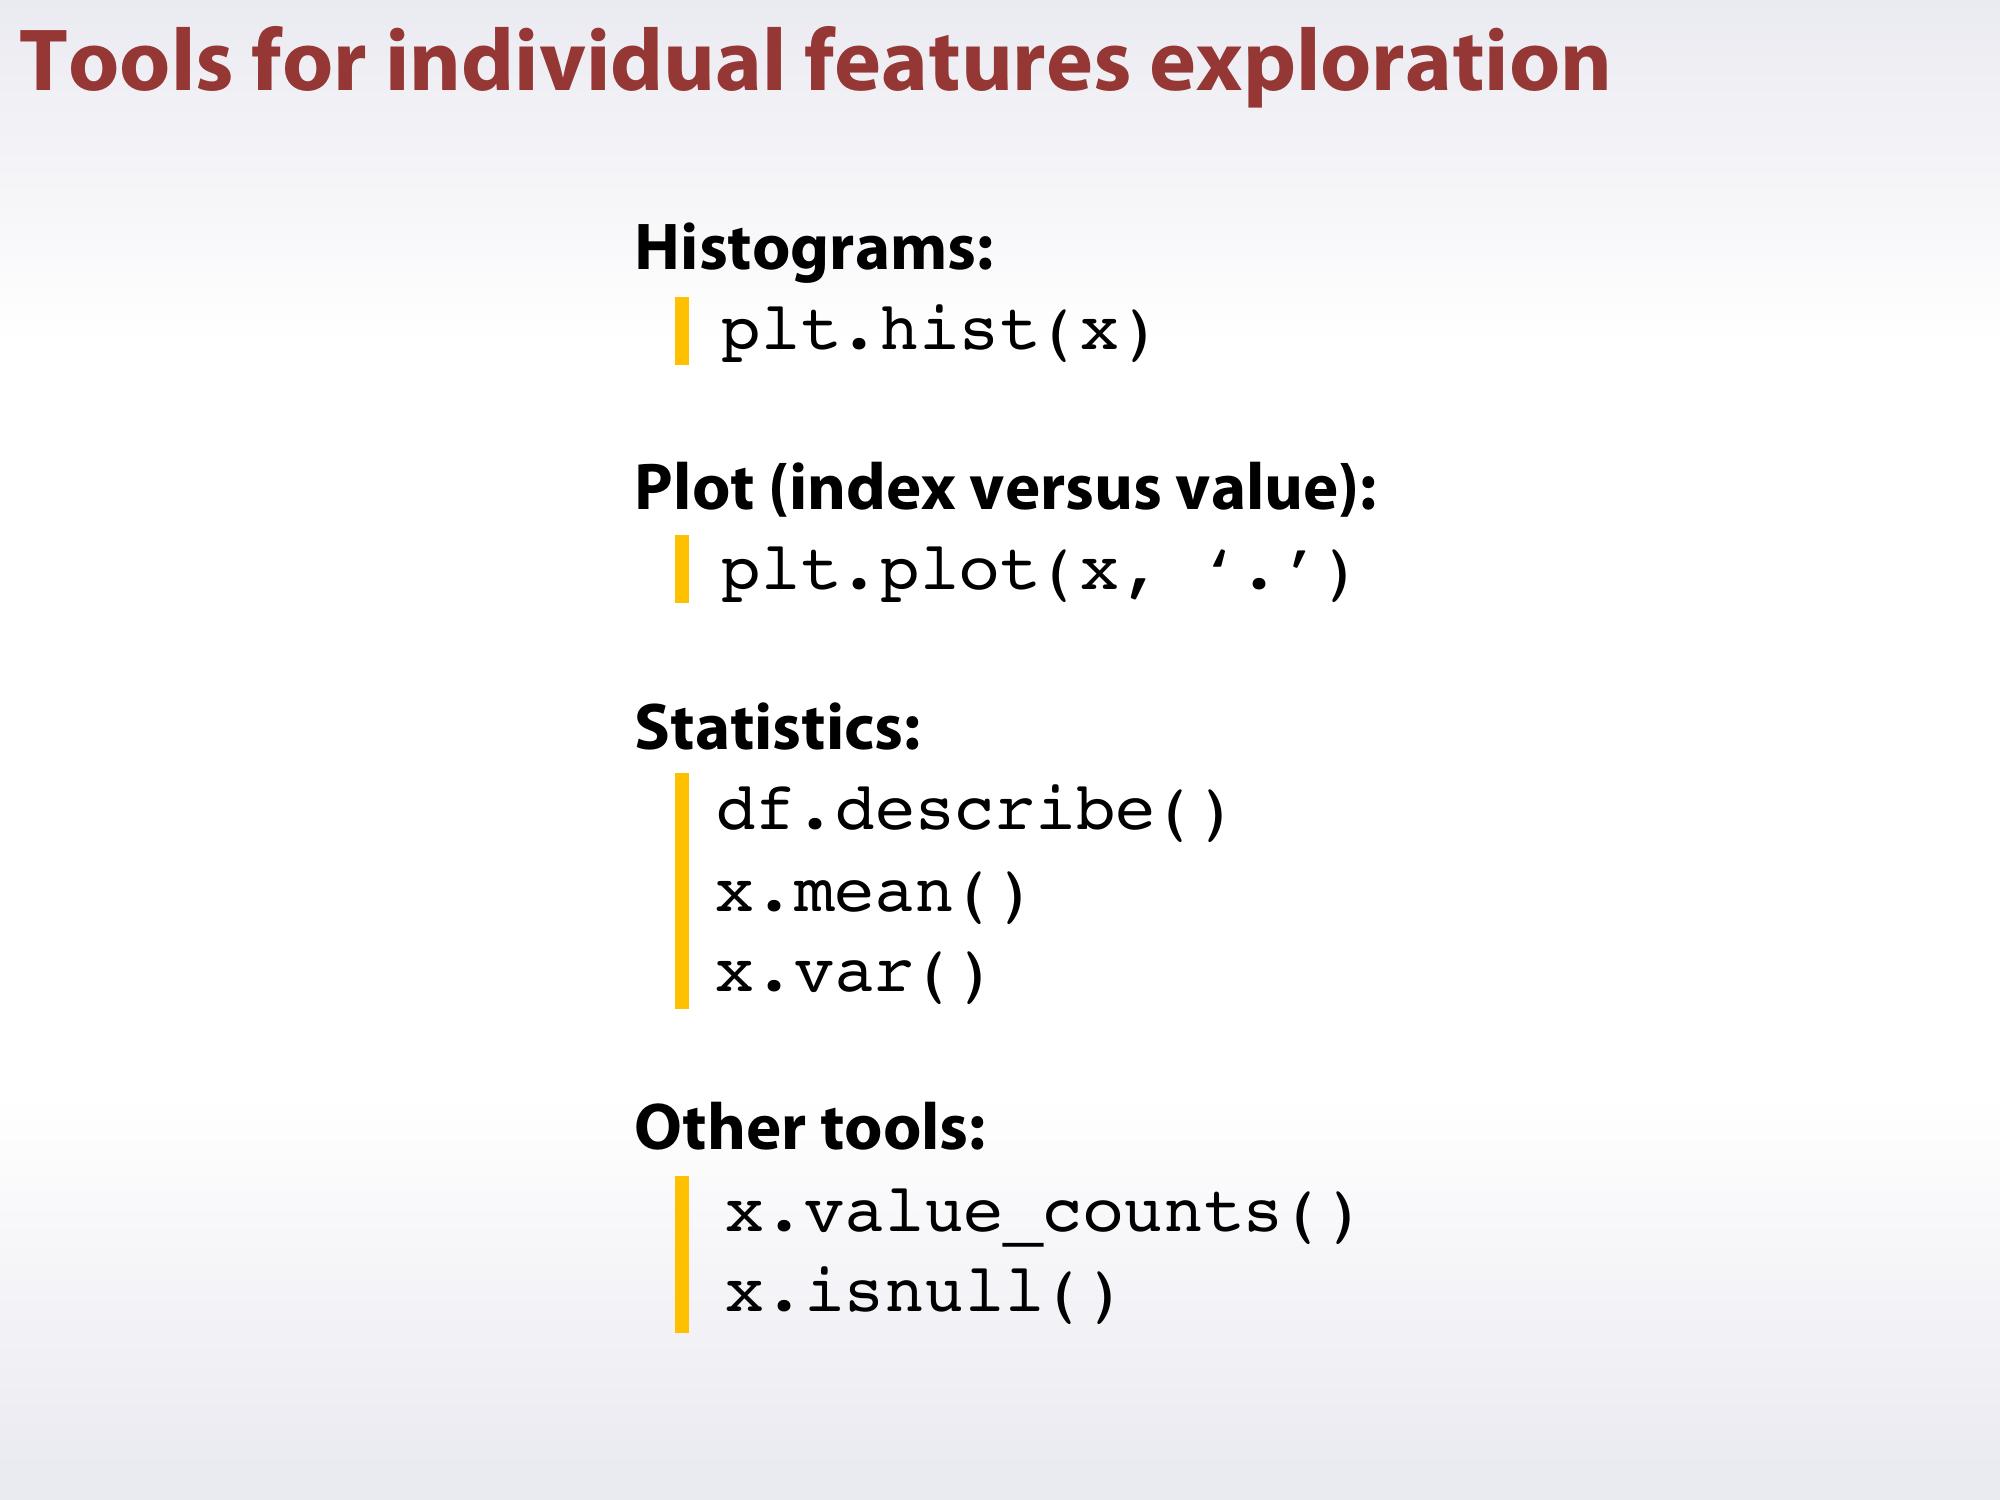 Tools for individual features exploration
Histograms:
plt.hist(x)
Plot (index versus value):
plt.plot(x, ‘.’)
Statistics:
df.describe()
x.mean()
x.var()
Other tools:
x.value_counts()
x.isnull()